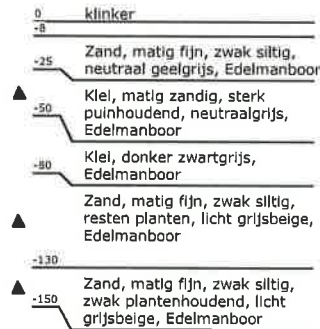 0 klinker
-8
Zand, matig fijn, zwak siltig,
-25 neutraal geelgrijs, Edelmanboor
Klei, matig zandig, sterk
-50 puinhoudend, neutraalgrijs,
Edelmanboor
Klei, donker zwartgrijs,
-80 Edelmanboor
Zand, matig fijn, zwak siltig,
resten planten, licht grijsbeige,
Edelmanboor
-130
Zand, matig fijn, zwak siltig,
-150 zwak plantenhoudend, licht
grijsbeige, Edelmanboor